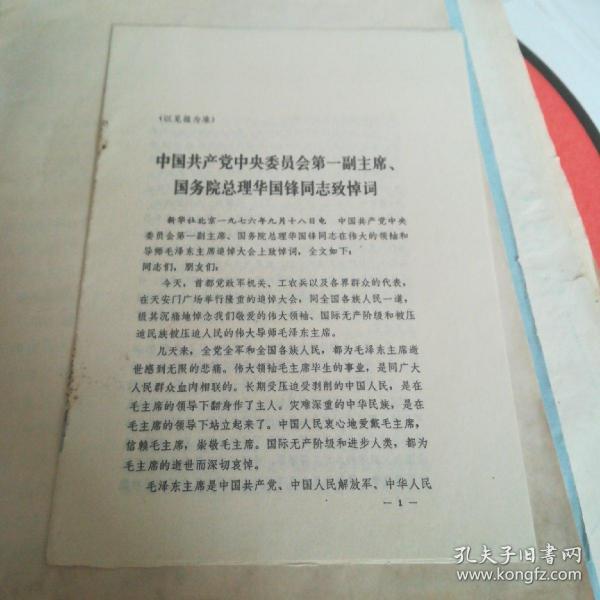 （以见报为准）
中国共产党中央委员会第一副主席、
国务院总理华国锋同志致悼词
新华社北京一九七六年九月十八日电　中国共产党中央
委员会第一副主席、国务院总理华国锋同志在伟大的领袖和
导师毛泽东主席追悼大会上致悼词，全文如下：
同志们，朋友们：
今天，首都党政军机关、工农兵以及各界群众的代表，
在天安门广场举行隆重的追悼大会，同全国各族人民一道，
极其沉痛地悼念我们敬爱的伟大领袖、国际无产阶级和被压
迫民族被压迫人民的伟大导师毛泽东主席。
几天来，全党全军和全国各族人民，都为毛泽东主席逝
世感到无限的悲痛。伟大领袖毛主席毕生的事业，是同广大
人民群众血肉相联的。长期受压迫受剥削的中国人民，是在
毛主席的领导下翻身作了主人。灾难深重的中华民族，是在
毛主席的领导下站立起来了。中国人民衷心地爱戴毛主席，
信赖毛主席，崇敬毛主席。国际无产阶级和进步人类，都为
毛主席的逝世而深切哀悼。
毛泽东主席是中国共产党、中国人民解放军、中华人民
— 1 —
孔夫子旧书网
www.kongfz.com